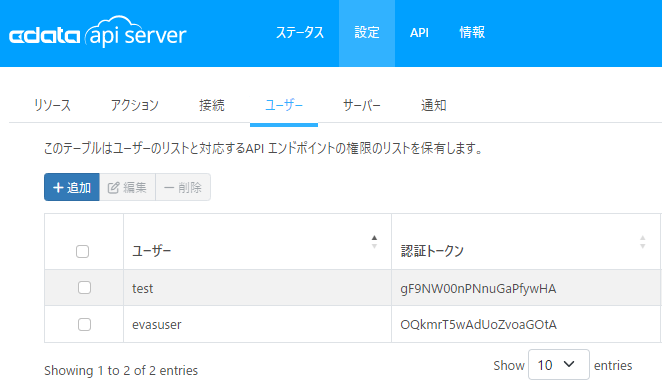 cdata api server
ステータス 設定 API 情報
リソース アクション 接続 ユーザー サーバー 通知
このテーブルはユーザーのリストと対応するAPI エンドポイントの権限のリストを保有します。
追加 編集 削除
ユーザー 認証トークン
test gF9NW00nPNnuGaPfywHA
evasuser OQkmrT5wAdUoZvoaGOtA
Showing 1 to 2 of 2 entries Show 10 entries